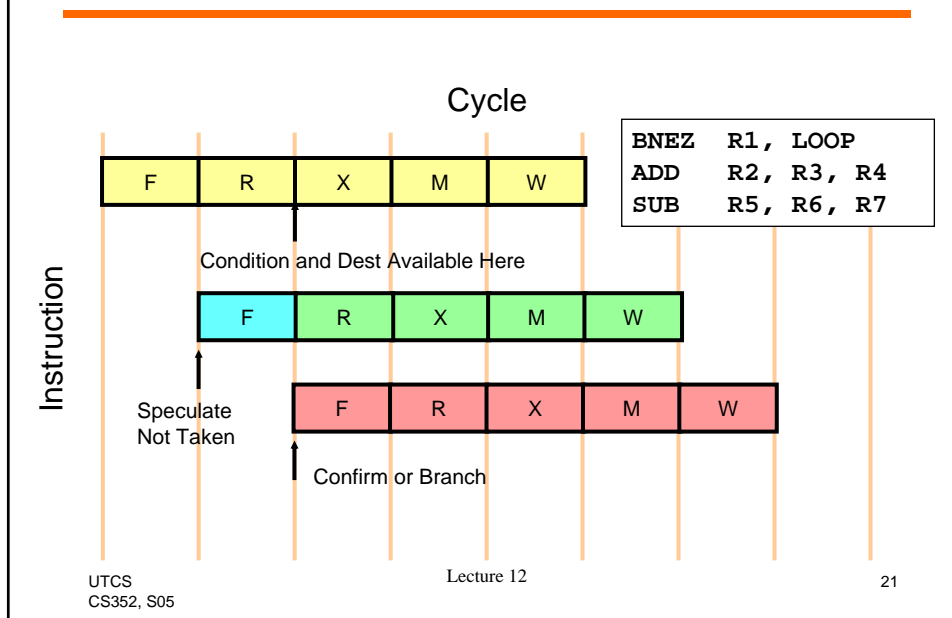 Cycle
BNEZ R1, LOOP
ADD R2, R3, R4
SUB R5, R6, R7
F R X M W
Condition and Dest Available Here
Instruction
F R X M W
Speculate
Not Taken
F R X M W
Confirm or Branch
UTCS
CS352, S05
Lecture 12
21